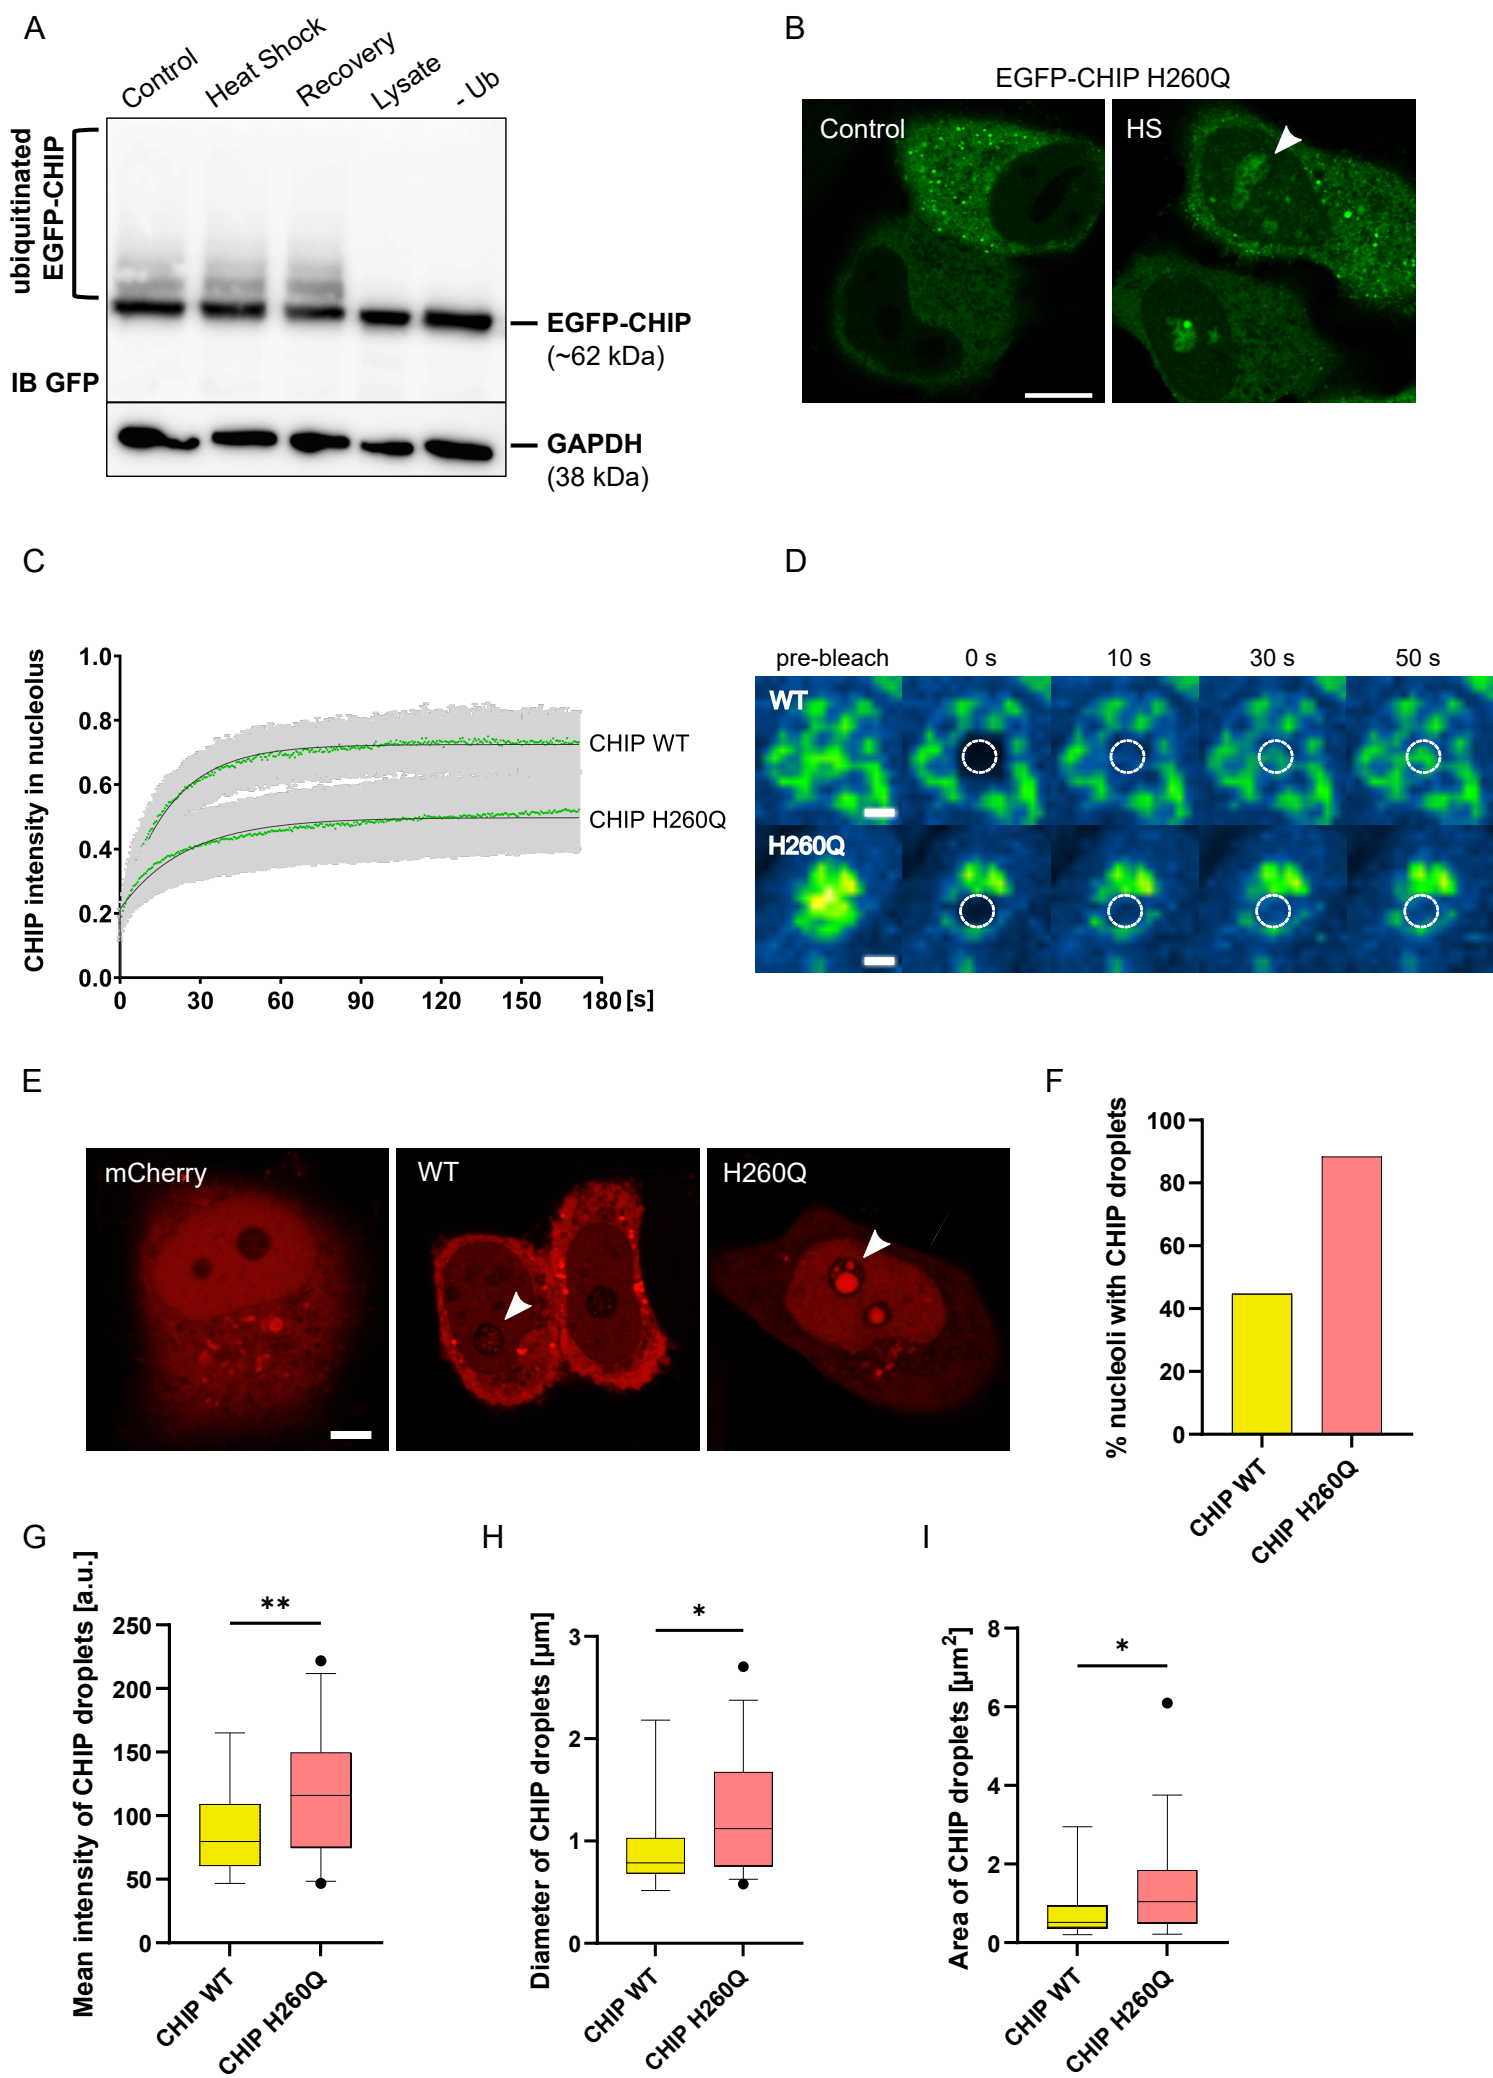 A
Control
Heat Shock
Recovery
Lysate
- Ub
ubiquitinated
EGFP-CHIP
EGFP-CHIP
(~62 kDa)
IB GFP
GAPDH
(38 kDa)
B
EGFP-CHIP H260Q
Control
HS
C
CHIP intensity in nucleolus
1.0
0.8
0.6
0.4
0.2
0.0
0 30 60 90 120 150 180 [s]
CHIP WT
CHIP H260Q
D
pre-bleach 0 s 10 s 30 s 50 s
WT
H260Q
E
mCherry
WT
H260Q
F
% nucleoli with CHIP droplets
100
80
60
40
20
0
CHIP WT
CHIP H260Q
G
Mean intensity of CHIP droplets [a.u.]
250
200
150
100
50
0
**
CHIP WT
CHIP H260Q
H
Diameter of CHIP droplets [µm]
3
2
1
0
*
CHIP WT
CHIP H260Q
I
Area of CHIP droplets [µm²]
8
6
4
2
0
*
CHIP WT
CHIP H260Q